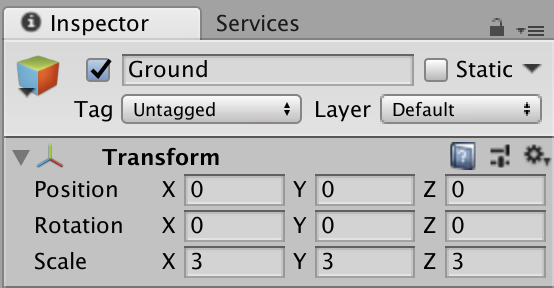 Inspector Services
Ground Static
Tag Untagged Layer Default
Transform
Position X 0 Y 0 Z 0
Rotation X 0 Y 0 Z 0
Scale X 3 Y 3 Z 3